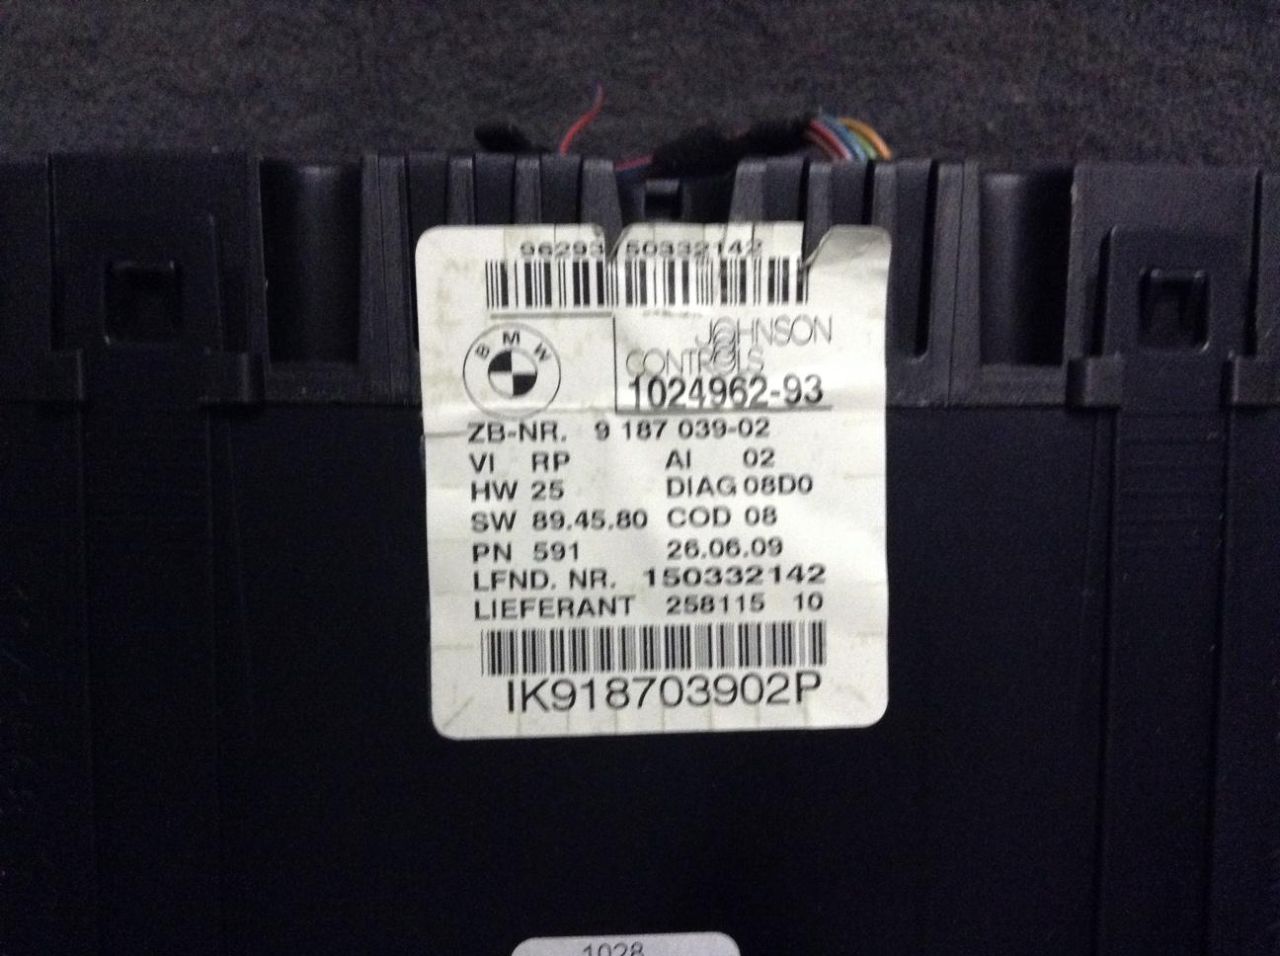 96293 50332142
BMW
JOHNSON
CONTROLS
1024962-93
ZB-NR. 9 187 039-02
VI RP AI 02
HW 25 DIAG 08D0
SW 89.45.80 COD 08
PN 591 26.06.09
LFND. NR. 150332142
LIEFERANT 258115 10
IK918703902P
1028